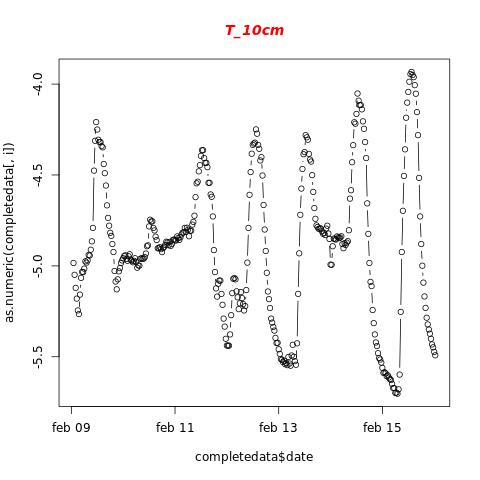 T_10cm
as.numeric(completedata[, i])
-4.0
-4.5
-5.0
-5.5
feb 09
feb 11
feb 13
feb 15
completedata$date